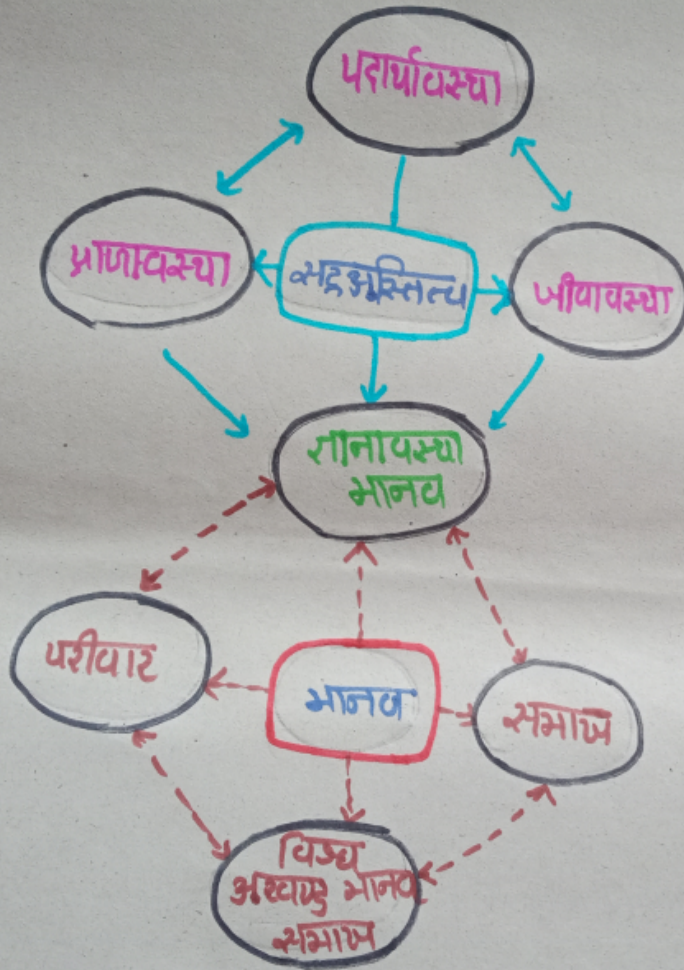 पदार्थावस्था
प्राणावस्था
सहअस्तित्व
जीवावस्था
ज्ञानावस्था
मानव
परीवार
मानव
समाज
विश्व
अखण्ड मानव
समाज